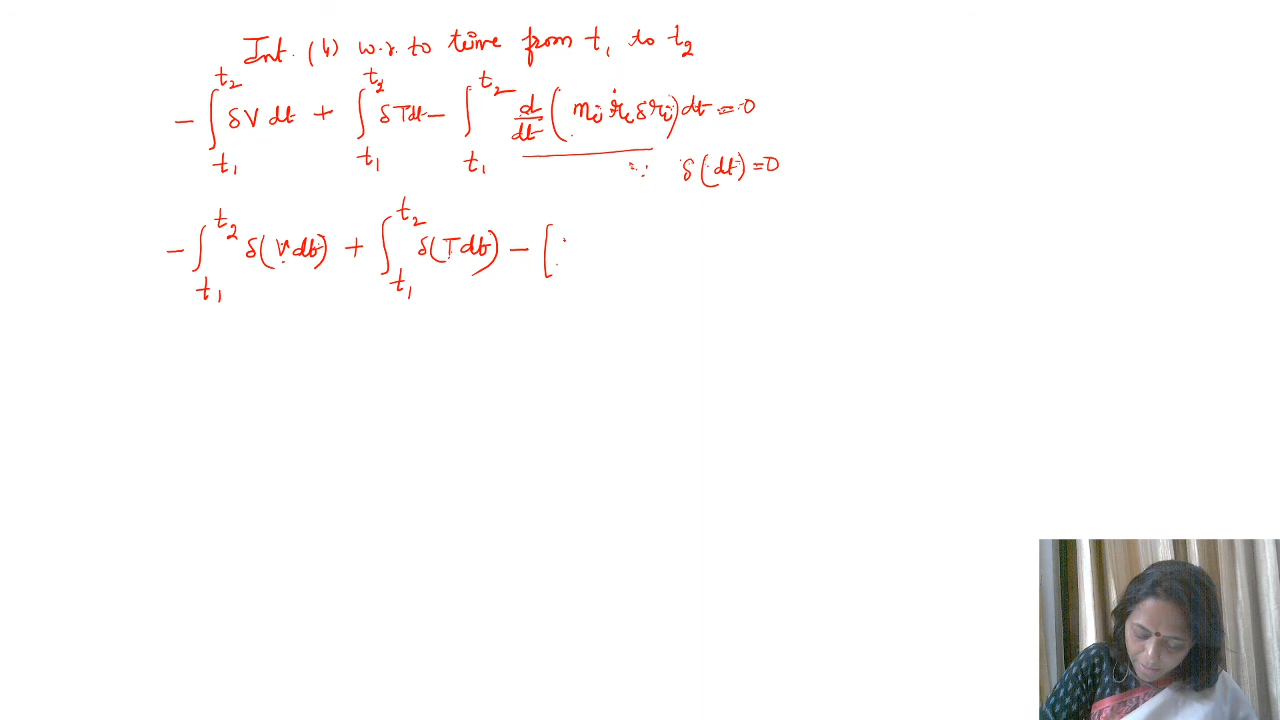 Int. (4) w.r. to time from t₁ to t₂
- ∫_{t₁}^{t₂} δV dt + ∫_{t₁}^{t₂} δT dt - ∫_{t₁}^{t₂} d/dt (mᵢ ṙᵢ δrᵢ) dt = 0
∵ δ(dt) = 0
- ∫_{t₁}^{t₂} δ(V dt) + ∫_{t₁}^{t₂} δ(T dt) - [